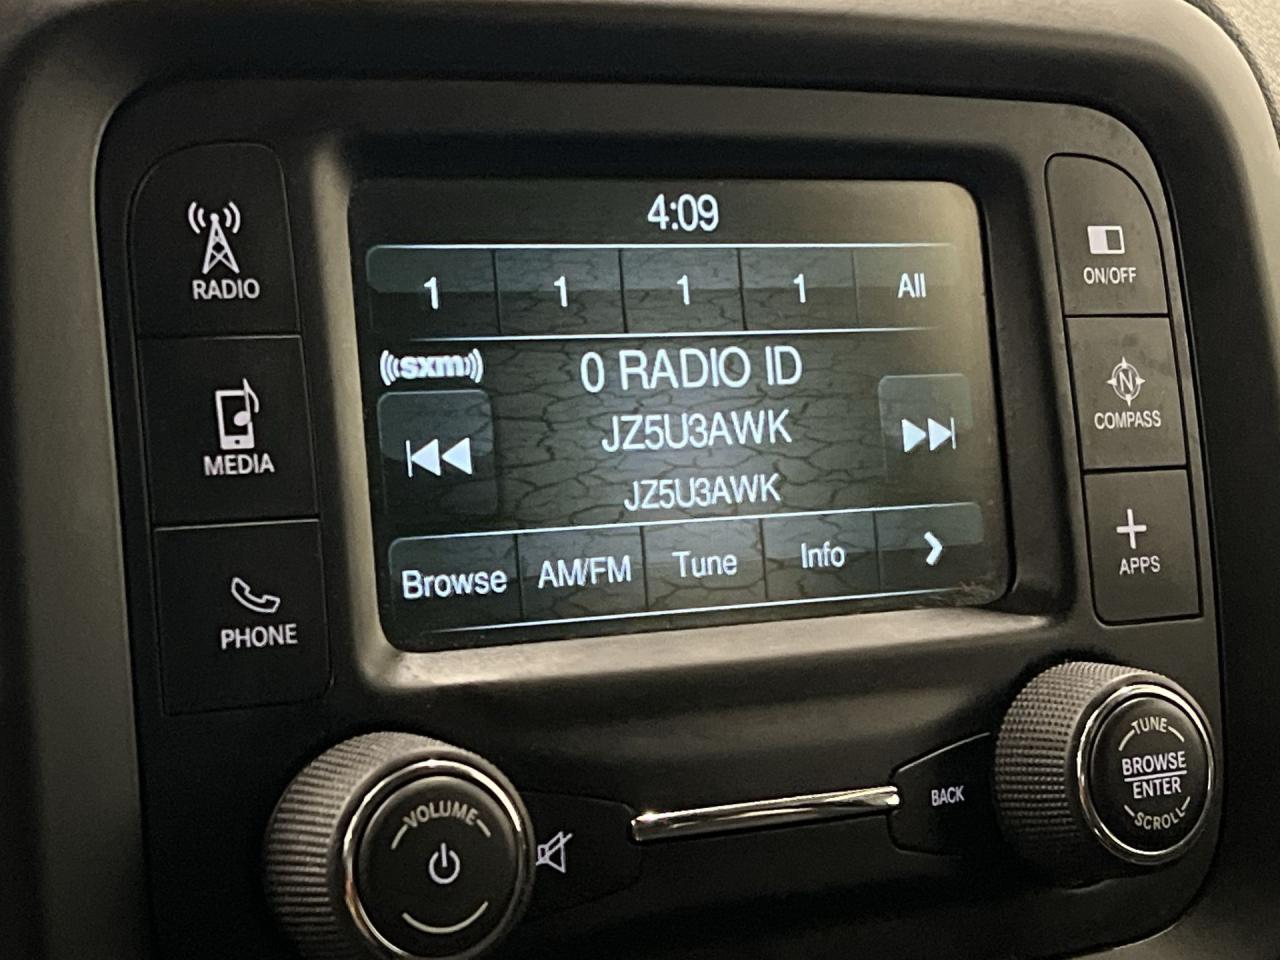 4:09
1 1 1 1 All
((sxm)) 0 RADIO ID
JZ5U3AWK
JZ5U3AWK
Browse AM/FM Tune Info
RADIO
MEDIA
PHONE
ON/OFF
N
COMPASS
APPS
VOLUME
BACK
TUNE
BROWSE
ENTER
SCROLL